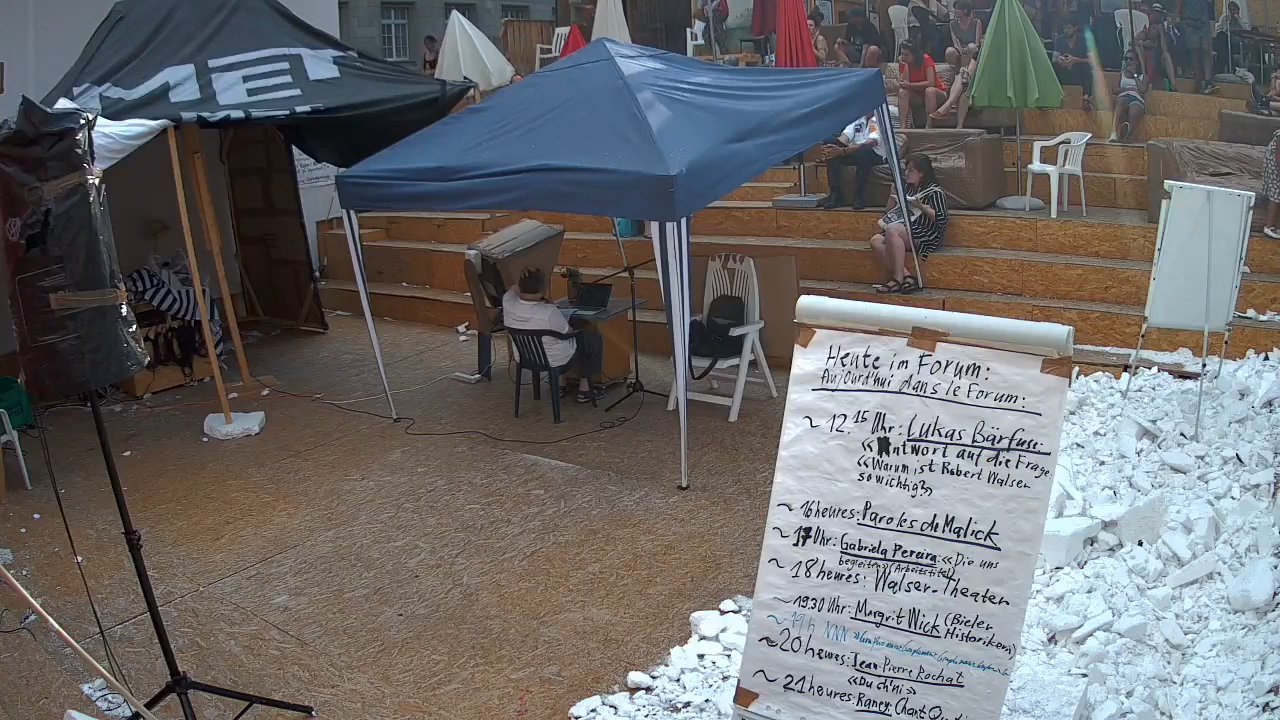 MET
Heute im Forum:
Aujourd'hui dans le Forum:
~ 12.15 Uhr: Lukas Bärfuss:
«Antwort auf die Frage
«Warum ist Robert Walser
so wichtig?»
~ 16 heures: Paroles de Malick
~ 17 Uhr: Gabriela Pereira: «Die uns
begleiten» (Arbeitstitel)
~ 18 heures: Walser-Theater
~ 19.30 Uhr: Margrit Wick (Bieler
Historikerin)
~ 19 h NNN
~ 20 heures: Jean-Pierre Rochat
«Du ch'ni»
~ 21 heures: Raney: Chant